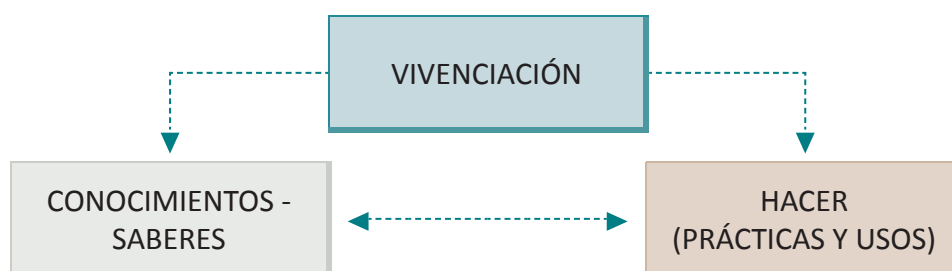 VIVENCIACIÓN
CONOCIMIENTOS -
SABERES
HACER
(PRÁCTICAS Y USOS)